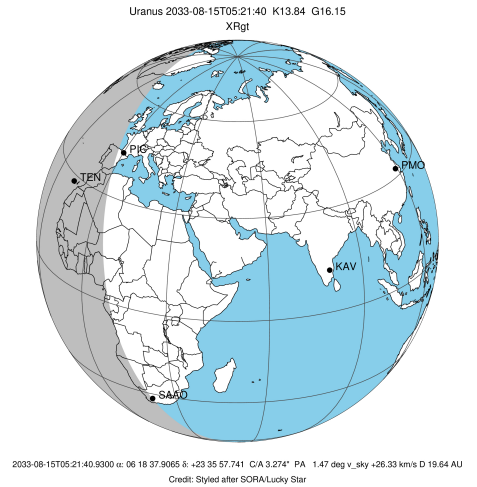 Uranus 2033-08-15T05:21:40 K13.84 G16.15
XRgt
PIC
TEN
PMO
KAV
SAAO
2033-08-15T05:21:40.9300 α: 06 18 37.9065 δ: +23 35 57.741 C/A 3.274" PA 1.47 deg v_sky +26.33 km/s D 19.64 AU
Credit: Styled after SORA/Lucky Star